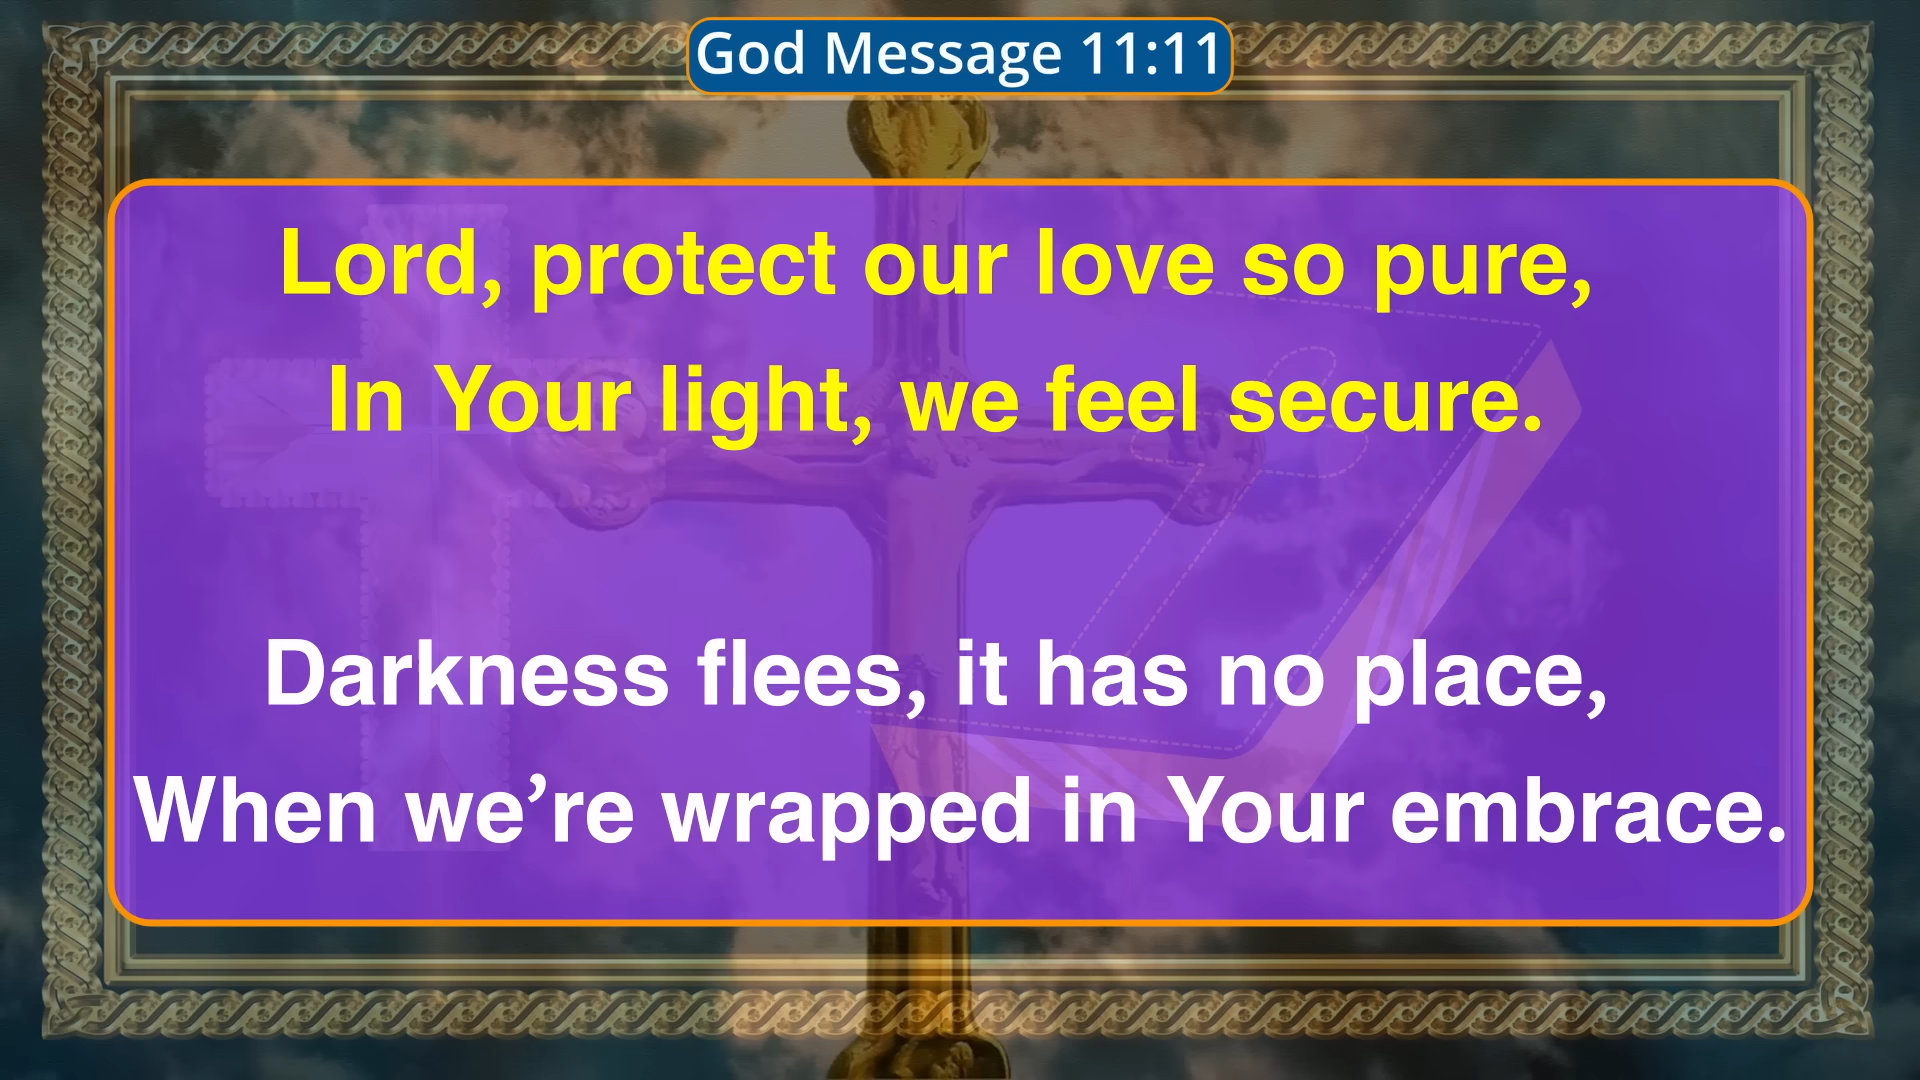 God Message 11:11
Lord, protect our love so pure,
In Your light, we feel secure.
Darkness flees, it has no place,
When we’re wrapped in Your embrace.